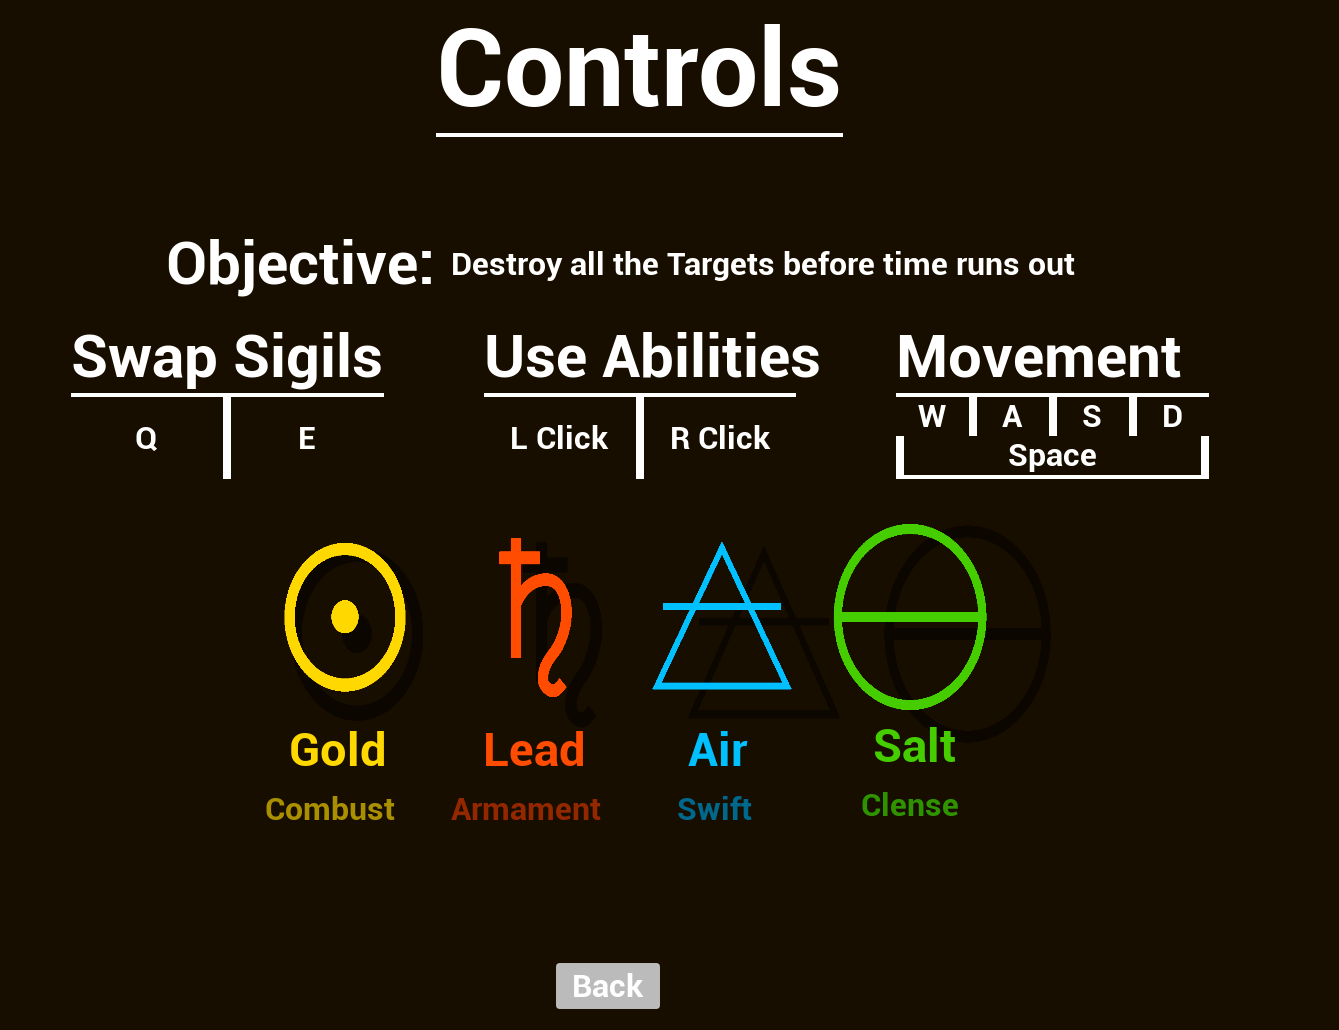 Controls
Objective: Destroy all the Targets before time runs out
Swap Sigils
Q E
Use Abilities
L Click R Click
Movement
W A S D
Space
Gold Lead Air Salt
Combust Armament Swift Clense
Back